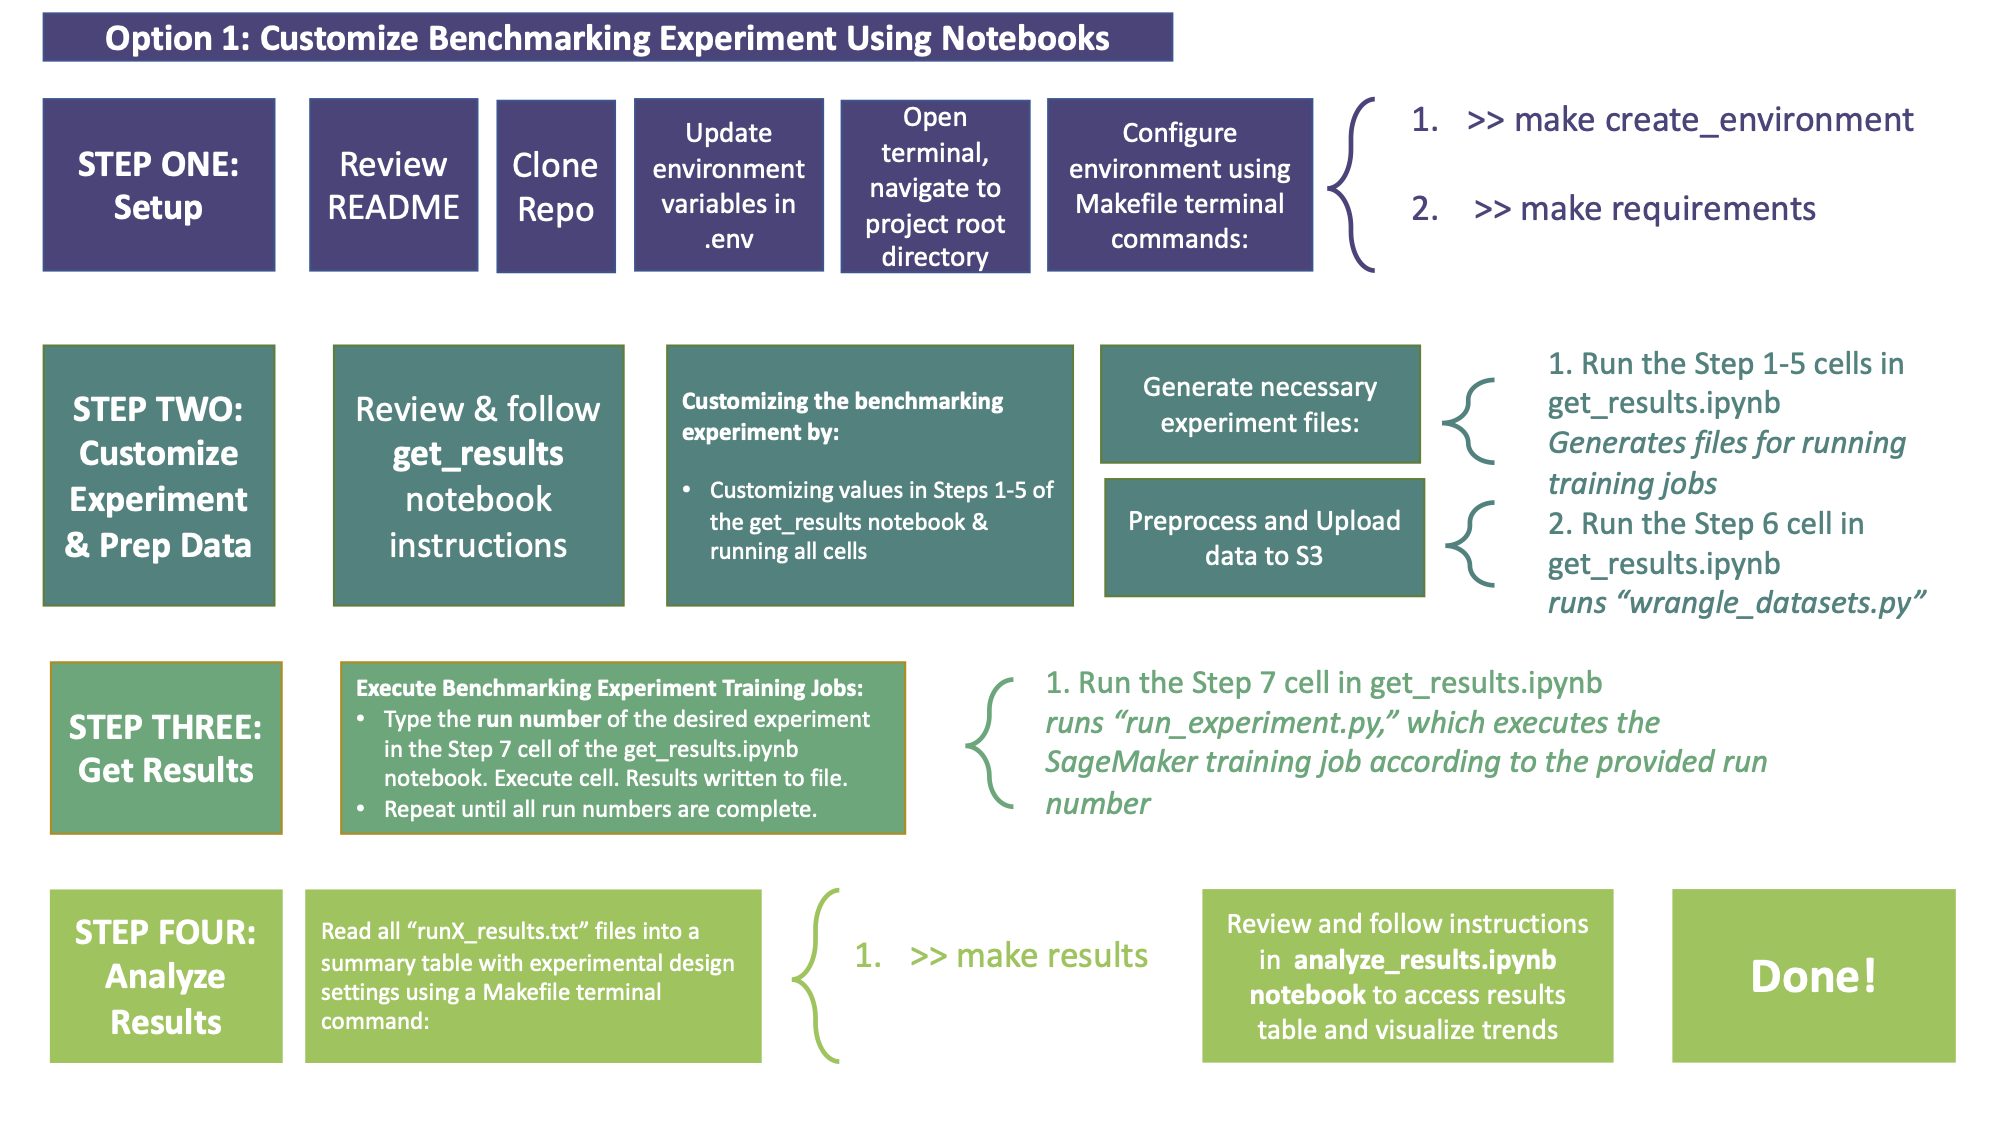 Option 1: Customize Benchmarking Experiment Using Notebooks
STEP ONE:
Setup
Review
README
Clone
Repo
Update
environment
variables in
.env
Open
terminal,
navigate to
project root
directory
Configure
environment using
Makefile terminal
commands:
1. >> make create_environment
2. >> make requirements
STEP TWO:
Customize
Experiment
& Prep Data
Review & follow
get_results
notebook
instructions
Customizing the benchmarking
experiment by:
• Customizing values in Steps 1-5 of
the get_results notebook &
running all cells
Generate necessary
experiment files:
1. Run the Step 1-5 cells in
get_results.ipynb
Generates files for running
training jobs
Preprocess and Upload
data to S3
2. Run the Step 6 cell in
get_results.ipynb
runs “wrangle_datasets.py”
STEP THREE:
Get Results
Execute Benchmarking Experiment Training Jobs:
• Type the run number of the desired experiment
in the Step 7 cell of the get_results.ipynb
notebook. Execute cell. Results written to file.
• Repeat until all run numbers are complete.
1. Run the Step 7 cell in get_results.ipynb
runs “run_experiment.py,” which executes the
SageMaker training job according to the provided run
number
STEP FOUR:
Analyze
Results
Read all “runX_results.txt” files into a
summary table with experimental design
settings using a Makefile terminal
command:
1. >> make results
Review and follow instructions
in analyze_results.ipynb
notebook to access results
table and visualize trends
Done!